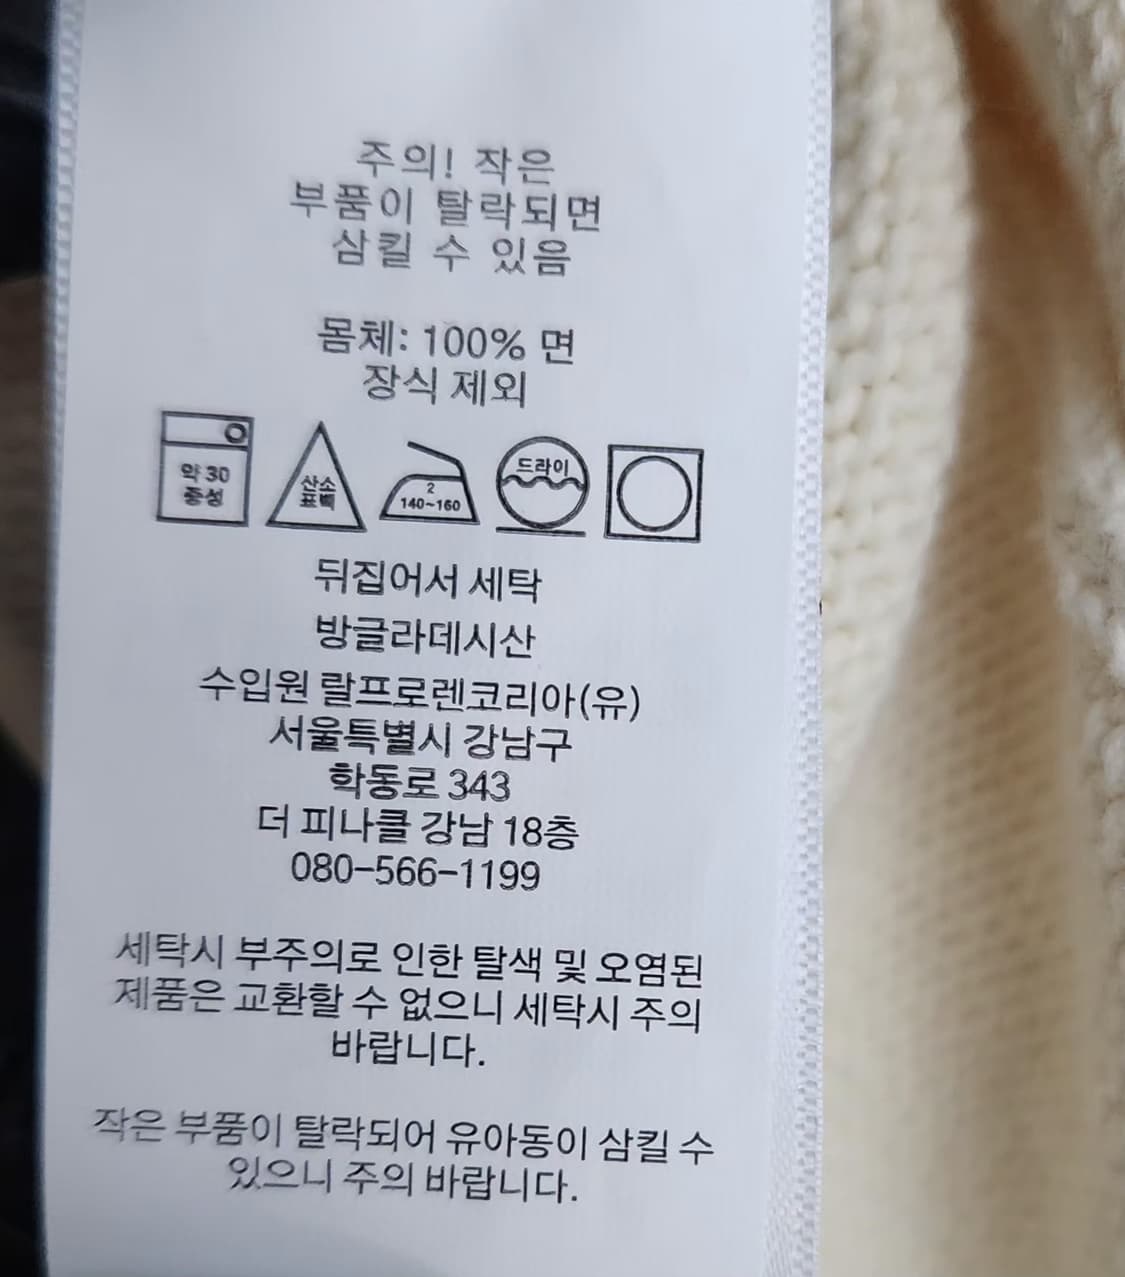 주의! 작은
부품이 탈락되면
삼킬 수 있음
몸체: 100% 면
장식 제외
약 30
중성
산소
표백
2
140~160
드라이
뒤집어서 세탁
방글라데시산
수입원 랄프로렌코리아(유)
서울특별시 강남구
학동로 343
더 피나클 강남 18층
080-566-1199
세탁시 부주의로 인한 탈색 및 오염된
제품은 교환할 수 없으니 세탁시 주의
바랍니다.
작은 부품이 탈락되어 유아동이 삼킬 수
있으니 주의 바랍니다.